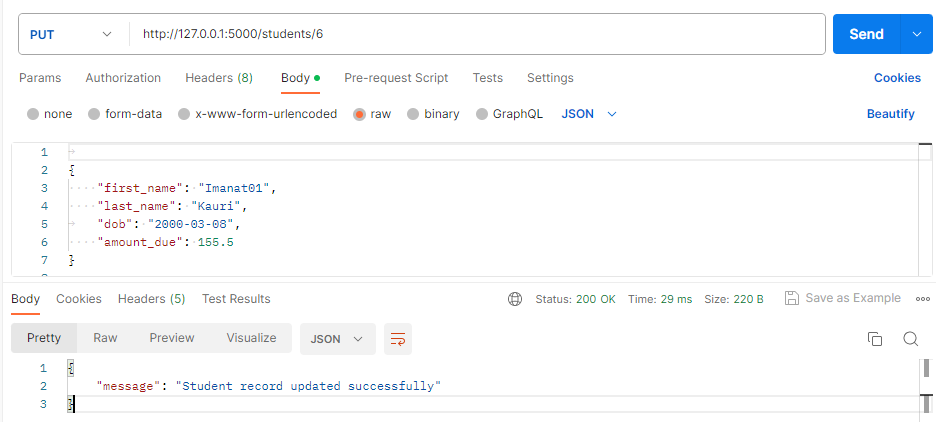 PUT http://127.0.0.1:5000/students/6 Send
Params Authorization Headers (8) Body Pre-request Script Tests Settings Cookies
none form-data x-www-form-urlencoded raw binary GraphQL JSON Beautify
1
2 {
3 "first_name": "Imanat01",
4 "last_name": "Kauri",
5 "dob": "2000-03-08",
6 "amount_due": 155.5
7 }
Body Cookies Headers (5) Test Results Status: 200 OK Time: 29 ms Size: 220 B Save as Example
Pretty Raw Preview Visualize JSON
1 {
2 "message": "Student record updated successfully"
3 }